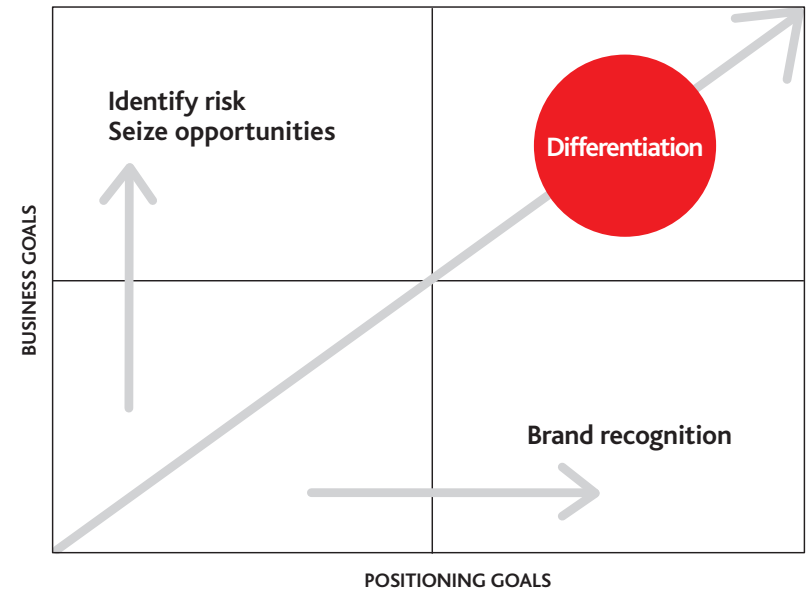 Identify risk
Seize opportunities
Differentiation
BUSINESS GOALS
Brand recognition
POSITIONING GOALS